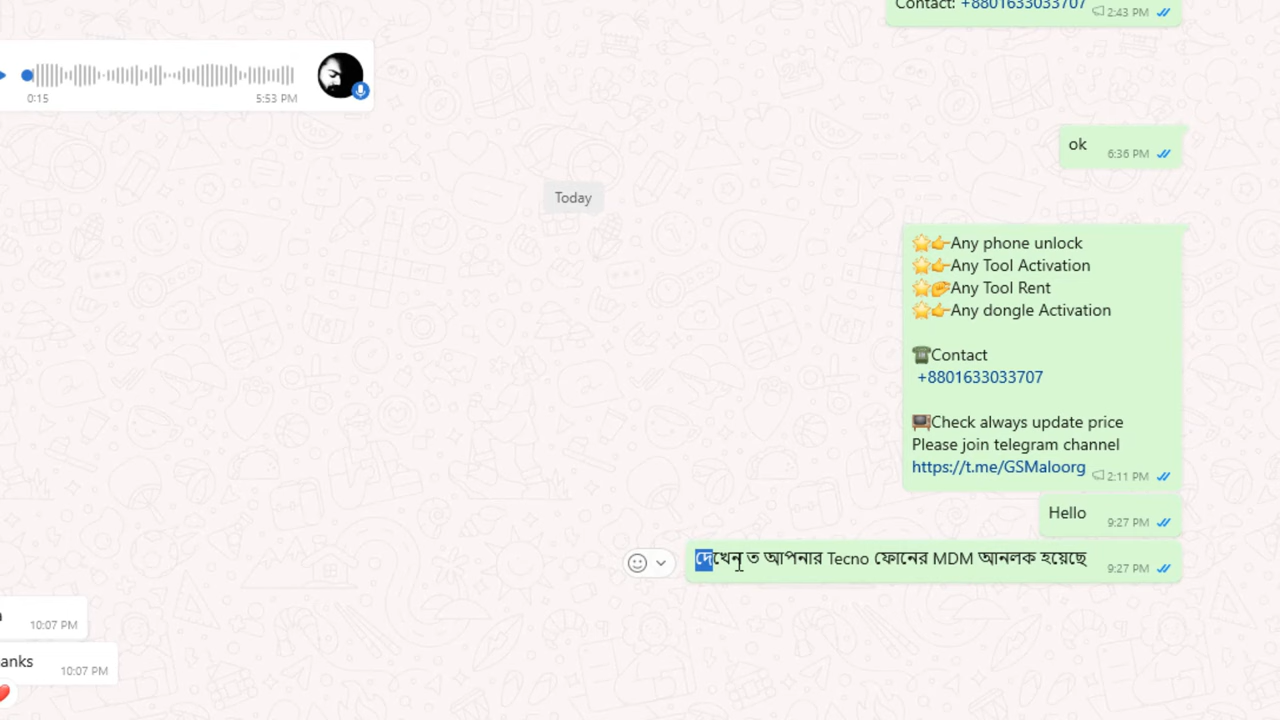 Contact: +8801633033707
2:43 PM
0:15
5:53 PM
ok
6:36 PM
Today
🌟👉Any phone unlock
🌟👉Any Tool Activation
🌟🤛Any Tool Rent
🌟👉Any dongle Activation
☎Contact
+8801633033707
📺Check always update price
Please join telegram channel
https://t.me/GSMaloorg 2:11 PM
Hello
9:27 PM
দেখেন ত আপনার Tecno ফোনের MDM আনলক হয়েছে
9:27 PM
10:07 PM
anks
10:07 PM